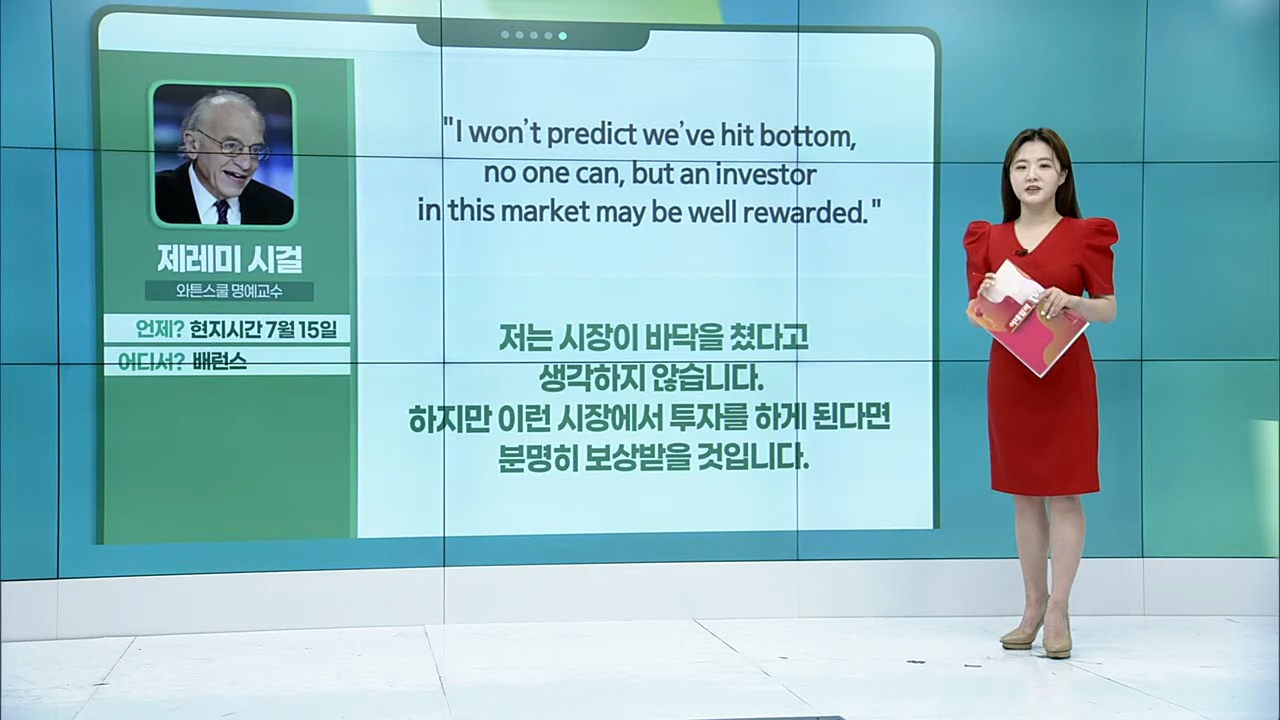 "I won't predict we've hit bottom,
no one can, but an investor
in this market may be well rewarded."
제레미 시걸
와튼스쿨 명예교수
언제? 현지시간 7월 15일
어디서? 배런스
저는 시장이 바닥을 쳤다고
생각하지 않습니다.
하지만 이런 시장에서 투자를 하게 된다면
분명히 보상받을 것입니다.